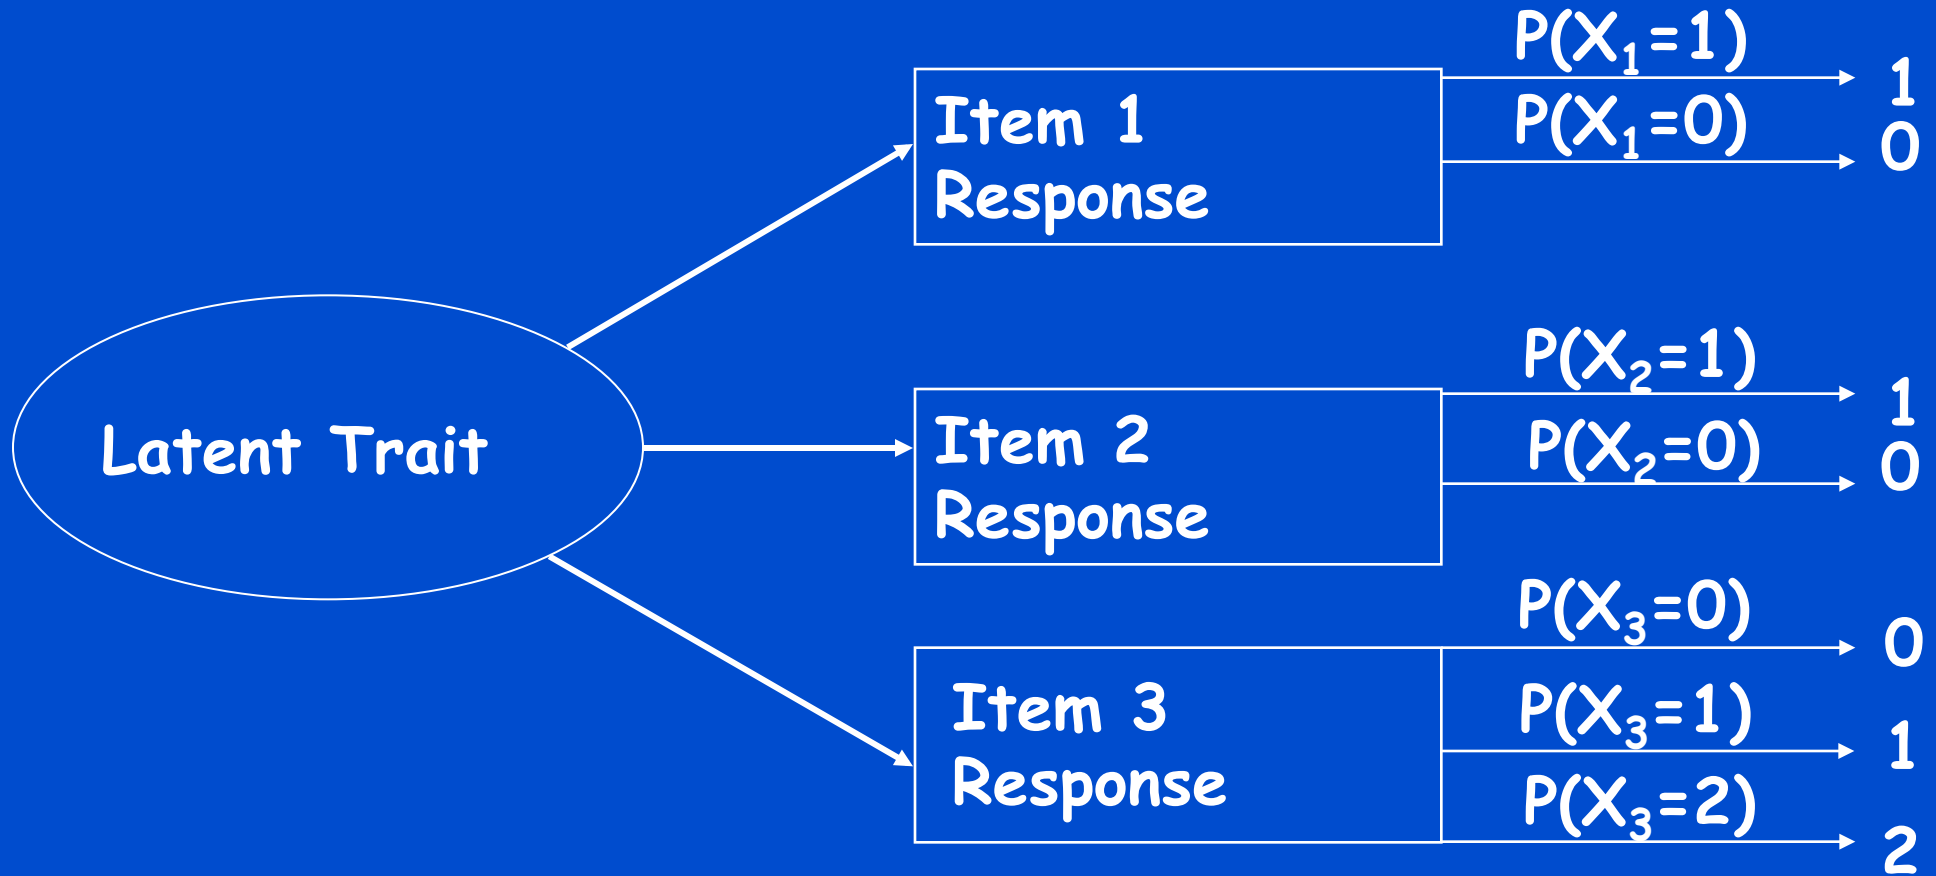 P(X₁=1)
1
P(X₁=0)
0
Item 1
Response
Latent Trait
P(X₂=1)
1
P(X₂=0)
0
Item 2
Response
P(X₃=0)
0
P(X₃=1)
1
P(X₃=2)
2
Item 3
Response